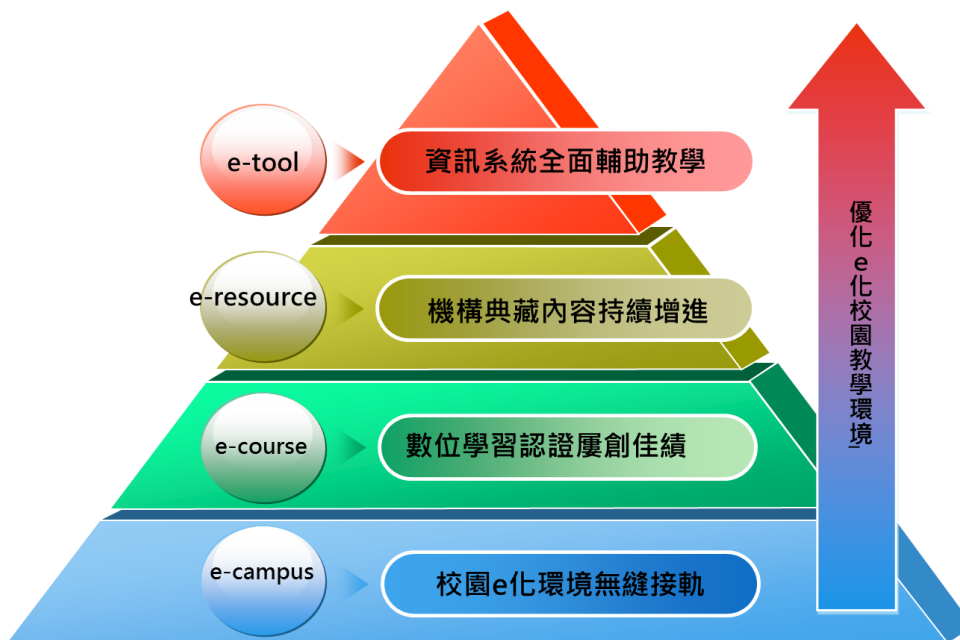 e-tool
資訊系統全面輔助教學
e-resource
機構典藏內容持續增進
e-course
數位學習認證屢創佳績
e-campus
校園e化環境無縫接軌
優化e化校園教學環境